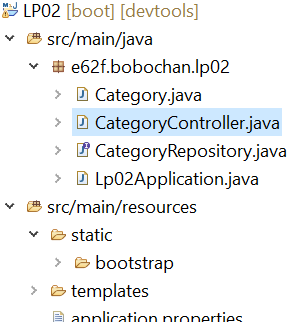 LP02 [boot] [devtools]
src/main/java
e62f.bobochan.lp02
Category.java
CategoryController.java
CategoryRepository.java
Lp02Application.java
src/main/resources
static
bootstrap
templates
application.properties